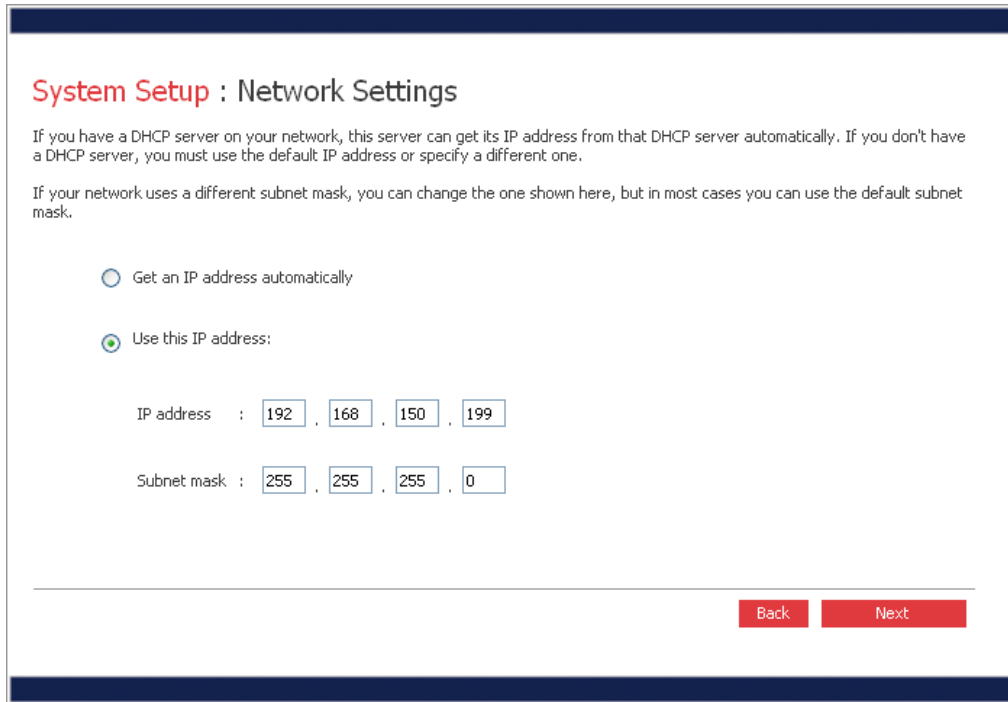 System Setup : Network Settings
If you have a DHCP server on your network, this server can get its IP address from that DHCP server automatically. If you don't have
a DHCP server, you must use the default IP address or specify a different one.
If your network uses a different subnet mask, you can change the one shown here, but in most cases you can use the default subnet
mask.
Get an IP address automatically
Use this IP address:
IP address : 192 . 168 . 150 . 199
Subnet mask : 255 . 255 . 255 . 0
Back Next